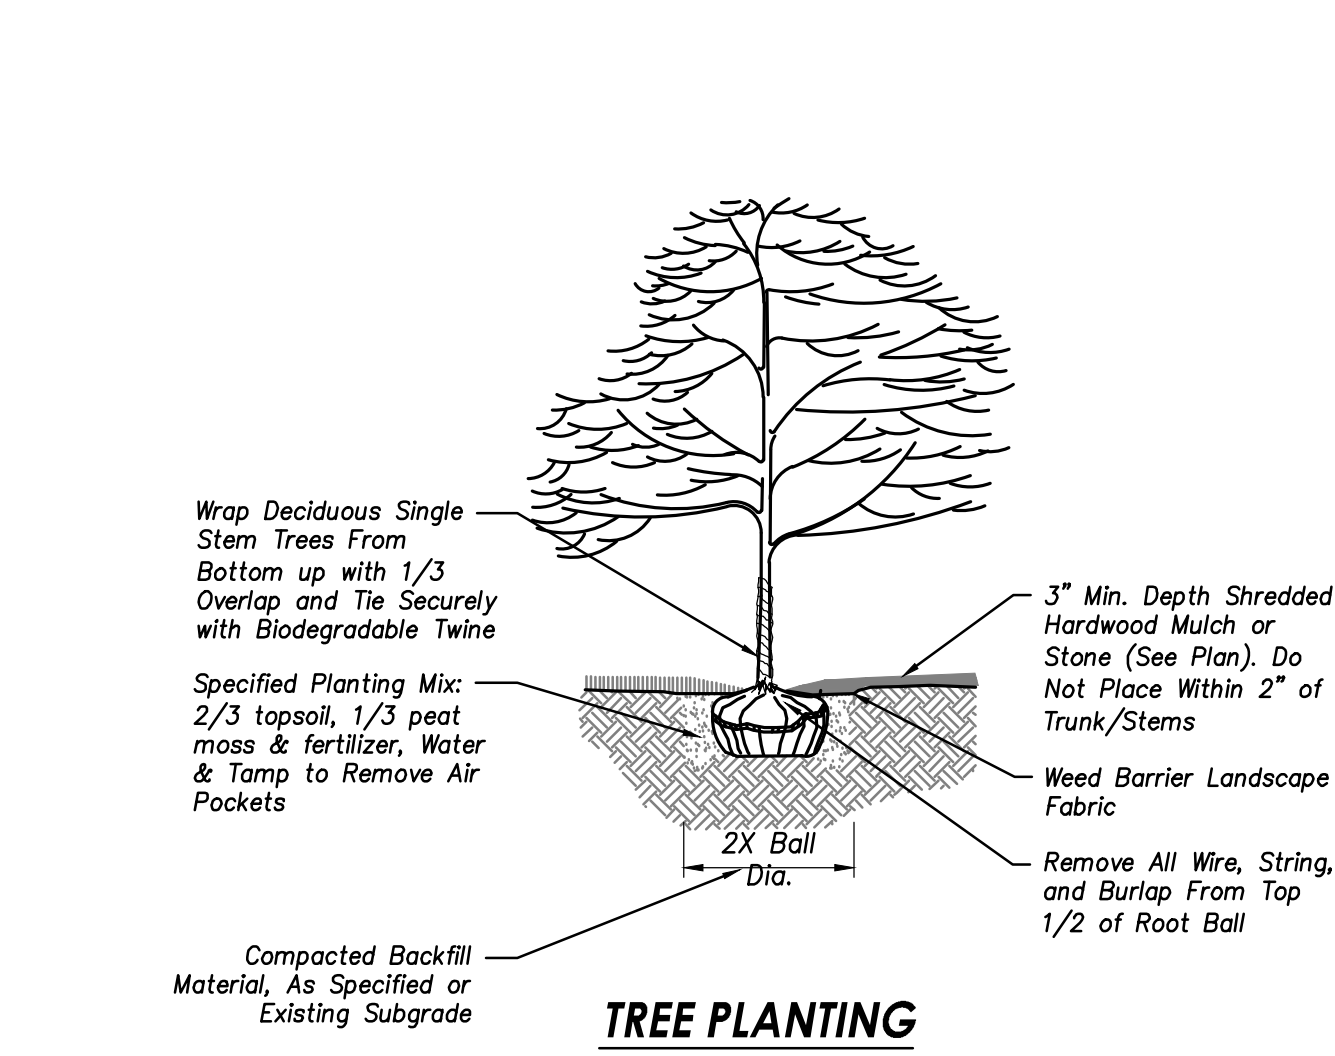 Wrap Deciduous Single
Stem Trees From
Bottom up with 1/3
Overlap and Tie Securely
with Biodegradable Twine
Specified Planting Mix:
2/3 topsoil, 1/3 peat
moss & fertilizer, Water
& Tamp to Remove Air
Pockets
3" Min. Depth Shredded
Hardwood Mulch or
Stone (See Plan). Do
Not Place Within 2" of
Trunk/Stems
Weed Barrier Landscape
Fabric
Remove All Wire, String,
and Burlap From Top
1/2 of Root Ball
2X Ball
Dia.
Compacted Backfill
Material, As Specified or
Existing Subgrade
TREE PLANTING